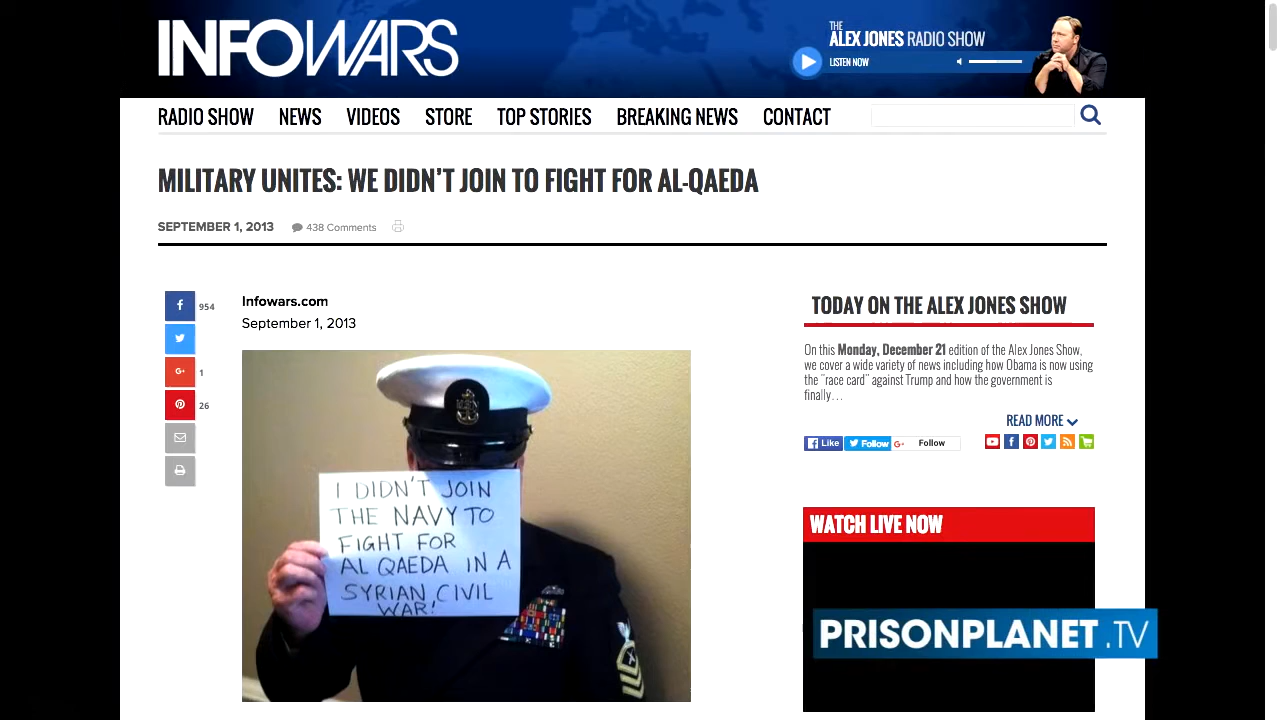 INFOWARS
THE
ALEX JONES RADIO SHOW
LISTEN NOW
RADIO SHOW NEWS VIDEOS STORE TOP STORIES BREAKING NEWS CONTACT
MILITARY UNITES: WE DIDN'T JOIN TO FIGHT FOR AL-QAEDA
SEPTEMBER 1, 2013 438 Comments
954
1
26
Infowars.com
September 1, 2013
I DIDN'T JOIN
THE NAVY TO
FIGHT FOR
AL QAEDA IN A
SYRIAN CIVIL
WAR!
TODAY ON THE ALEX JONES SHOW
On this Monday, December 21 edition of the Alex Jones Show,
we cover a wide variety of news including how Obama is now using
the "race card" against Trump and how the government is
finally…
READ MORE
Like Follow Follow
WATCH LIVE NOW
PRISONPLANET.TV